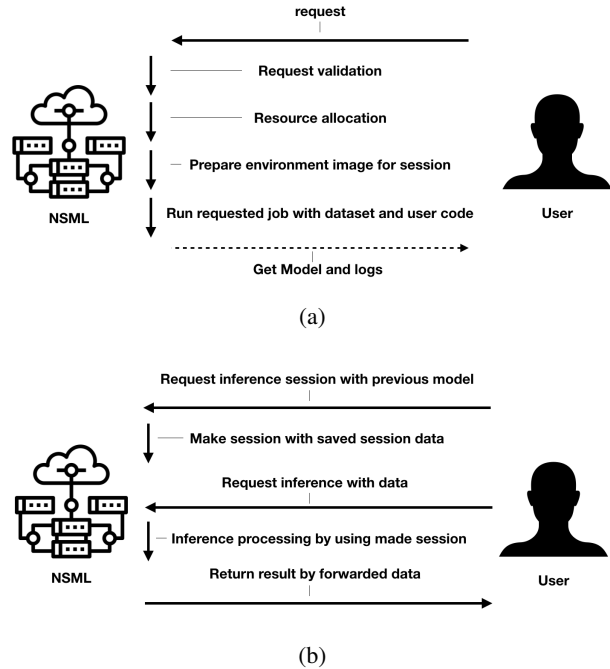 request
Request validation
Resource allocation
Prepare environment image for session
Run requested job with dataset and user code
NSML
User
Get Model and logs
(a)
Request inference session with previous model
Make session with saved session data
Request inference with data
Inference processing by using made session
Return result by forwarded data
NSML
User
(b)